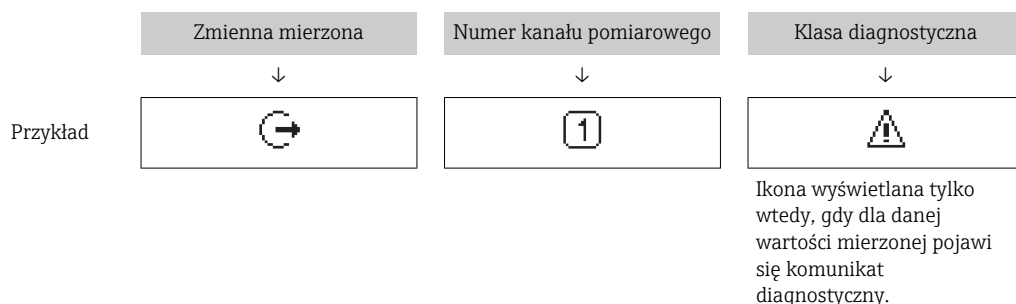 Zmienna mierzona
Numer kanału pomiarowego
Klasa diagnostyczna
↓ ↓ ↓
Przykład
1
Ikona wyświetlana tylko
wtedy, gdy dla danej
wartości mierzonej pojawi
się komunikat
diagnostyczny.